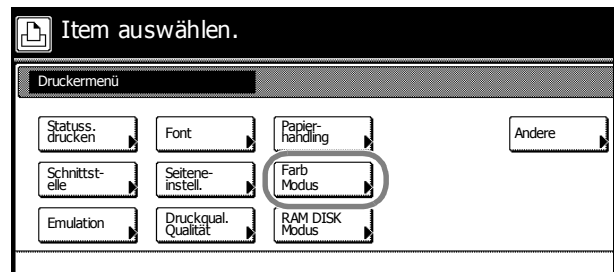 Item auswählen.
Druckermenü
Statuss.
drucken
Font
Papier-
handling
Andere
Schnittst-
elle
Seitene-
instell.
Farb
Modus
Emulation
Druckqual.
Qualität
RAM DISK
Modus